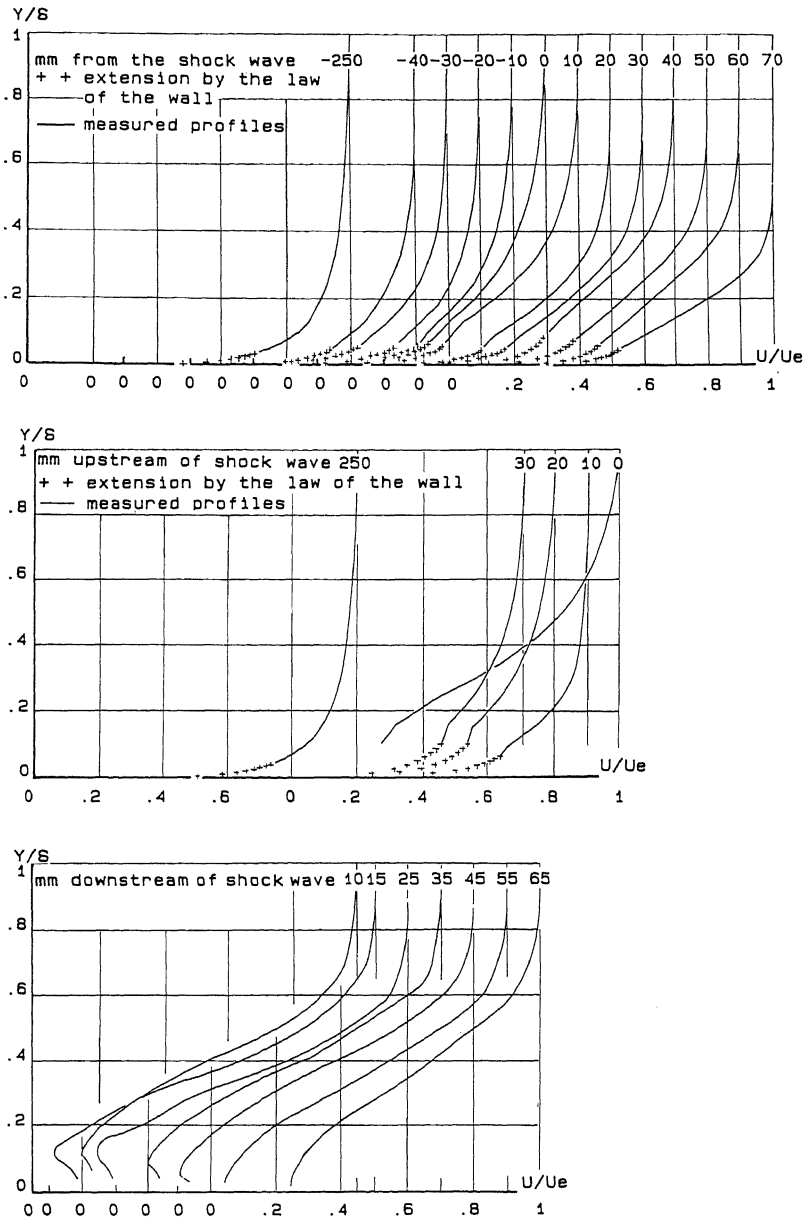 Y/δ
1
mm from the shock wave -250 -40 -30 -20 -10 0 10 20 30 40 50 60 70
+ + extension by the law
of the wall
.8
measured profiles
.6
.4
.2
0
U/Ue
0 0 0 0 0 0 0 0 0 0 0 0 .2 .4 .6 .8 1
Y/δ
1
mm upstream of shock wave 250 30 20 10 0
+ + extension by the law of the wall
.8
measured profiles
.6
.4
.2
0
U/Ue
0 .2 .4 .6 0 .2 .4 .6 .8 1
Y/δ
1
mm downstream of shock wave 10 15 25 35 45 55 65
.8
.6
.4
.2
0
U/Ue
0 0 0 0 0 0 0 .2 .4 .6 .8 1